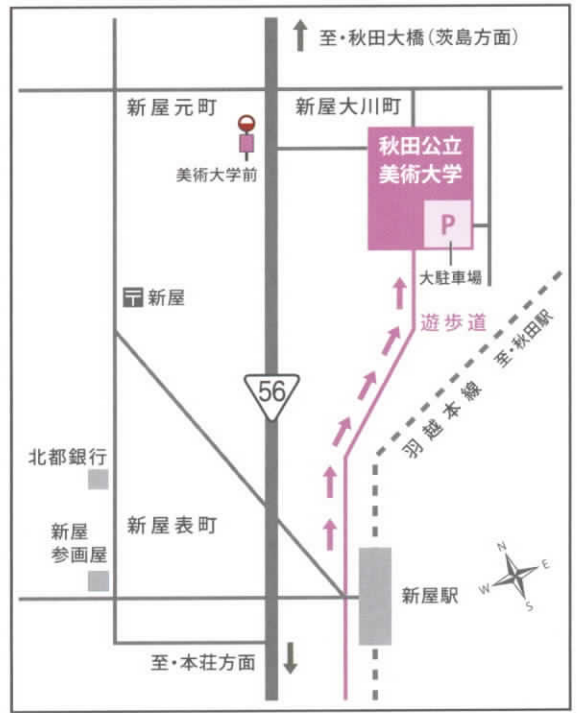 至・秋田大橋(茨島方面)
新屋元町
新屋大川町
美術大学前
秋田公立
美術大学
P
大駐車場
〒新屋
遊歩道
至・秋田駅
羽越本線
56
北都銀行
新屋表町
新屋
参画屋
新屋駅
N
E
W
S
至・本荘方面